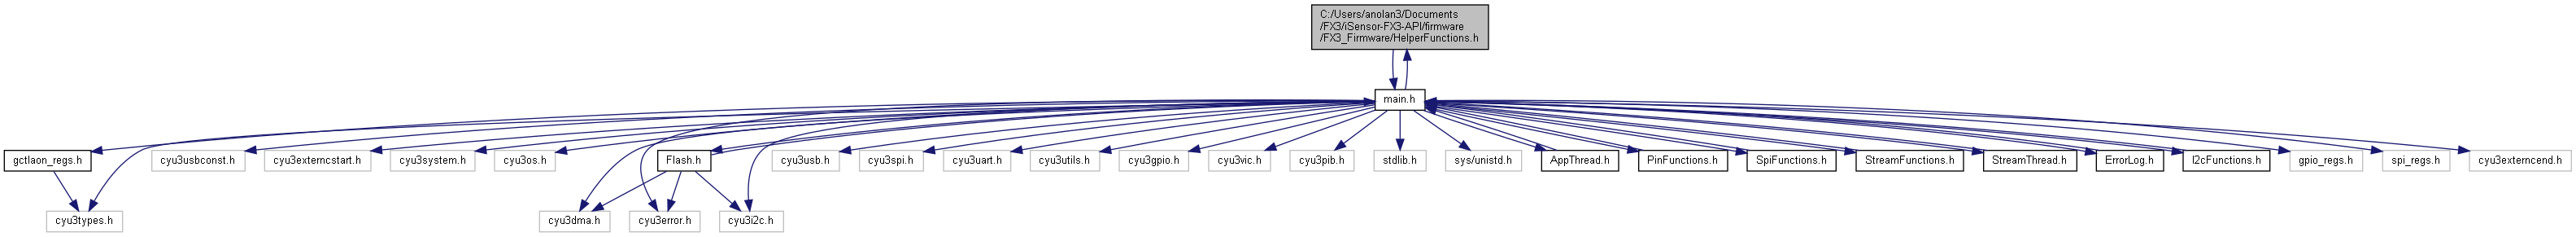 C:/Users/anolan3/Documents
/FX3/iSensor-FX3-API/firmware
/FX3_Firmware/HelperFunctions.h
main.h
gctlaon_regs.h
cyu3usbconst.h
cyu3externcstart.h
cyu3system.h
cyu3os.h
Flash.h
cyu3usb.h
cyu3spi.h
cyu3uart.h
cyu3utils.h
cyu3gpio.h
cyu3vic.h
cyu3pib.h
stdlib.h
sys/unistd.h
AppThread.h
PinFunctions.h
SpiFunctions.h
StreamFunctions.h
StreamThread.h
ErrorLog.h
I2cFunctions.h
gpio_regs.h
spi_regs.h
cyu3externcend.h
cyu3types.h
cyu3dma.h
cyu3error.h
cyu3i2c.h